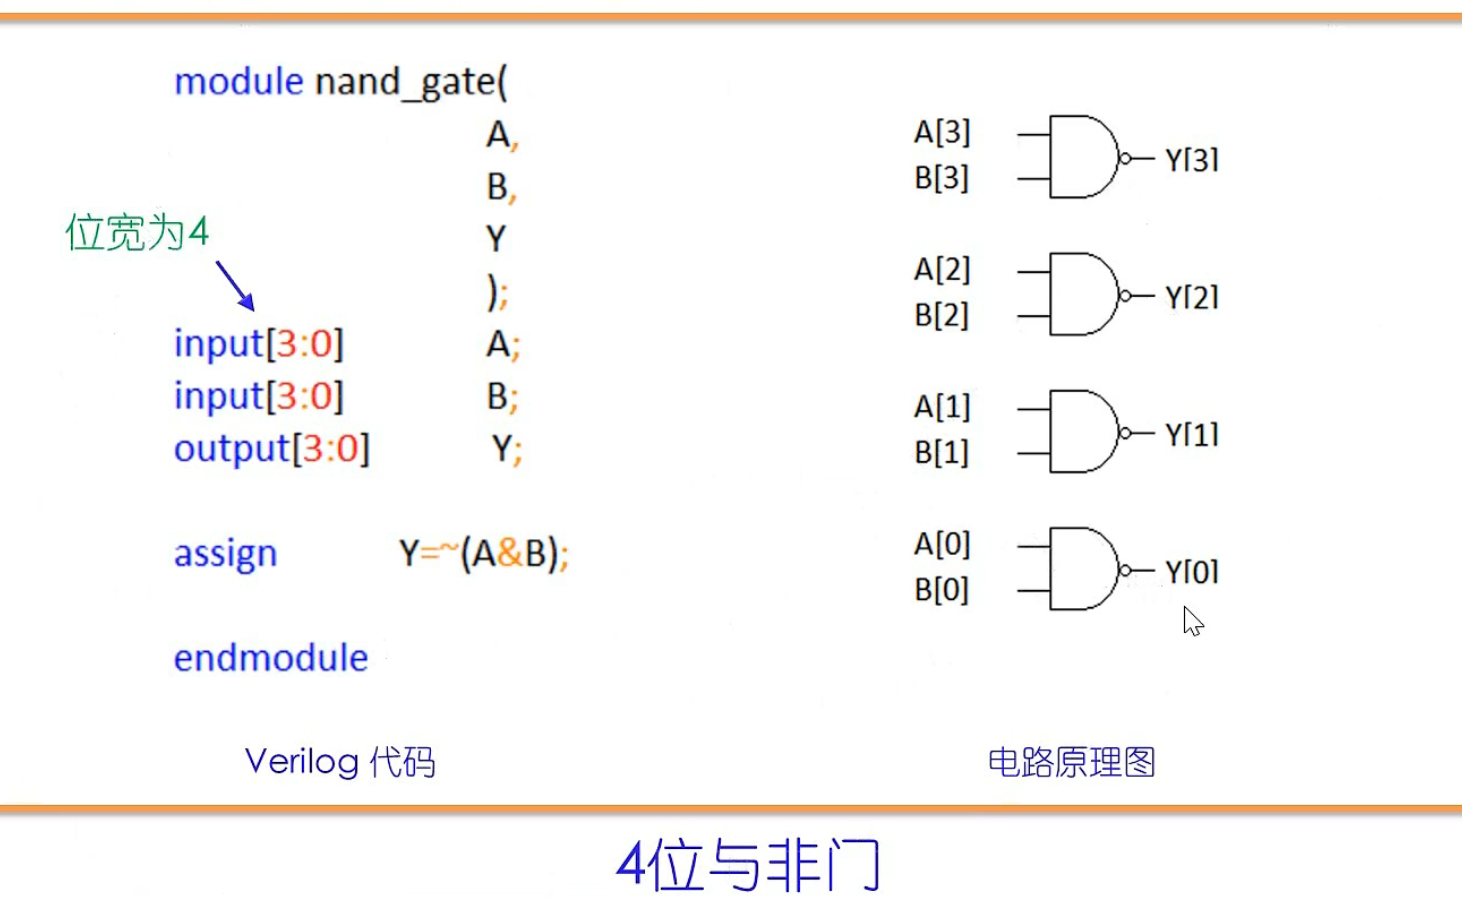 module nand_gate(
A,
B,
Y
);
位宽为4
input[3:0] A;
input[3:0] B;
output[3:0] Y;
assign Y=~(A&B);
endmodule
Verilog 代码
A[3]
B[3]
Y[3]
A[2]
B[2]
Y[2]
A[1]
B[1]
Y[1]
A[0]
B[0]
Y[0]
电路原理图
4位与非门